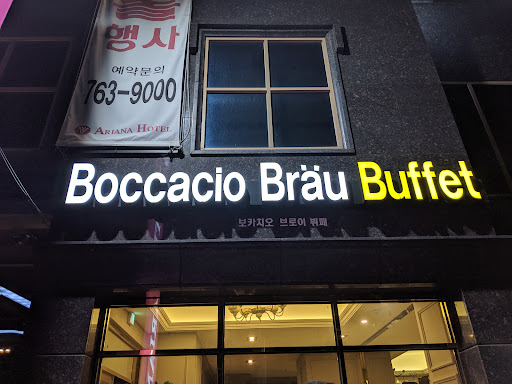 행사
예약문의
763-9000
ARIANA HOTEL
Boccacio Bräu Buffet
보카치오 브로이 뷔페